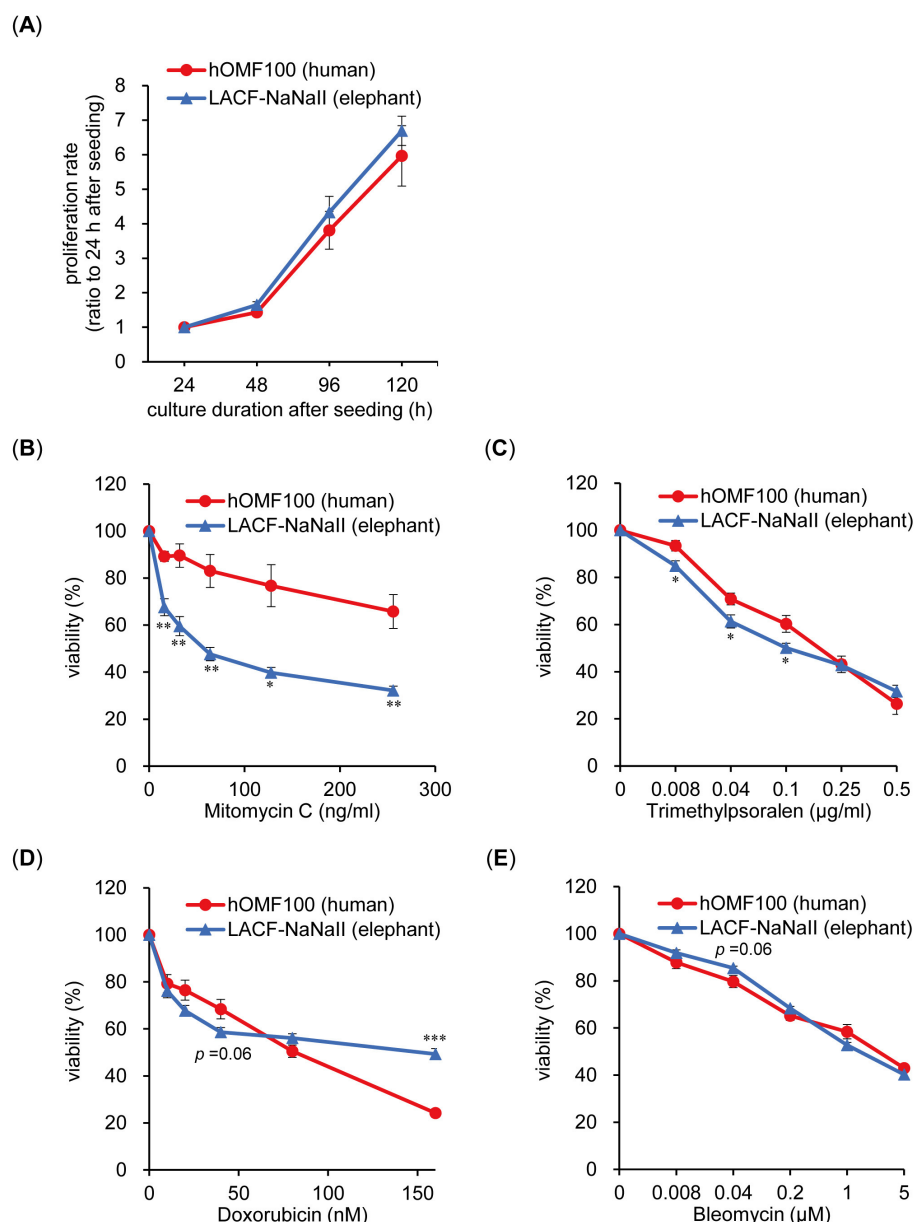 (A)
hOMF100 (human)
LACF-NaNaII (elephant)
proliferation rate
(ratio to 24 h after seeding)
8
7
6
5
4
3
2
1
0
24 48 96 120
culture duration after seeding (h)
(B)
hOMF100 (human)
LACF-NaNaII (elephant)
viability (%)
120
100
80
60
40
20
0
** ** ** * **
0 100 200 300
Mitomycin C (ng/ml)
(C)
hOMF100 (human)
LACF-NaNaII (elephant)
viability (%)
120
100
80
60
40
20
0
* * *
0 0.008 0.04 0.1 0.25 0.5
Trimethylpsoralen (µg/ml)
(D)
hOMF100 (human)
LACF-NaNaII (elephant)
viability (%)
120
100
80
60
40
20
0
p =0.06
***
0 50 100 150
Doxorubicin (nM)
(E)
hOMF100 (human)
LACF-NaNaII (elephant)
p =0.06
viability (%)
120
100
80
60
40
20
0
0 0.008 0.04 0.2 1 5
Bleomycin (µM)